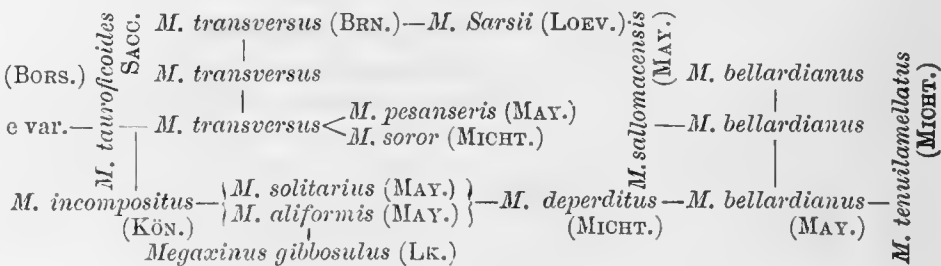 M. transversus (BRN.)—M. Sarsii (LOEV.)
M. tauroficoides SACC.
M. sallomacensis (MAY.)
(BORS.) M. transversus M. bellardianus
M. tenuilamellatus (MICHT.)
e var.— M. transversus< M. pesanseris (MAY.)
M. soror (MICHT.)
—M. bellardianus
M. incompositus— M. solitarius (MAY.)
M. aliformis (MAY.) —M. deperditus—M. bellardianus—
(KÖN.) (MICHT.) (MAY.)
Megaxinus gibbosulus (LK.)